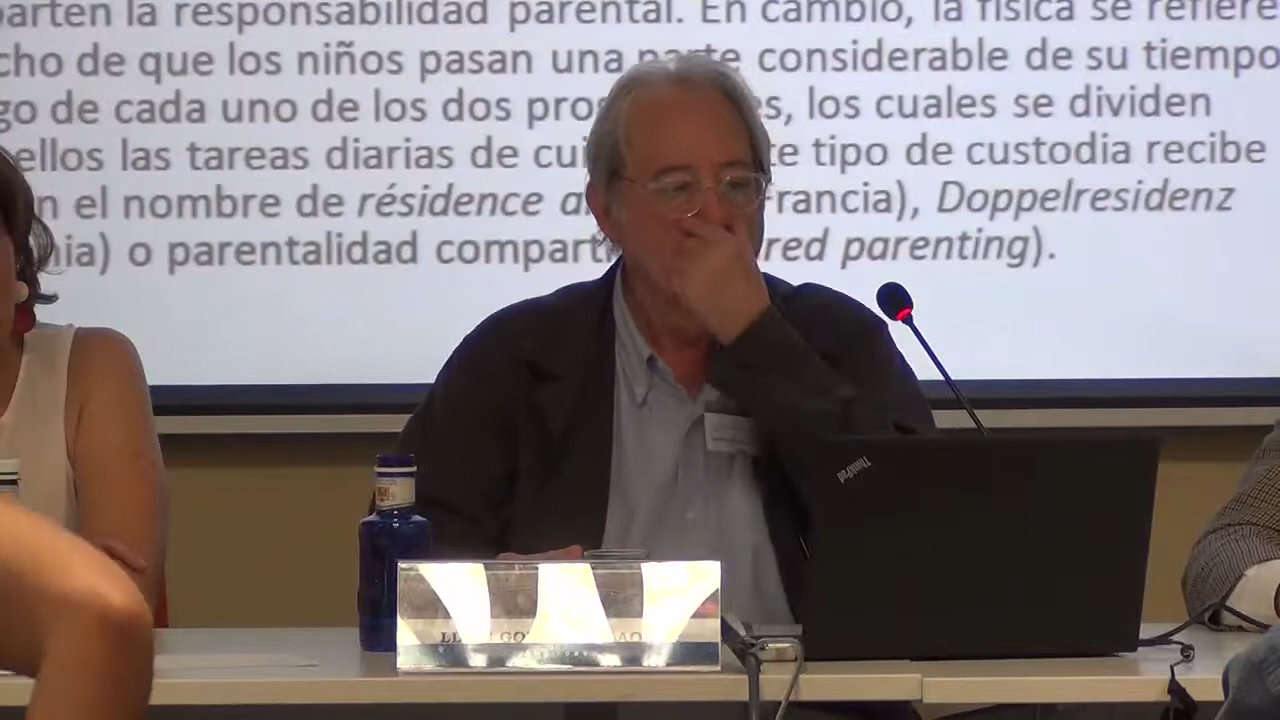 parten la responsabilidad parental. En cambio, la física se refiere
cho de que los niños pasan una parte considerable de su tiempo
go de cada uno de los dos pro s, los cuales se dividen
ellos las tareas diarias de cui te tipo de custodia recibe
n el nombre de résidence a rancia), Doppelresidenz
nia) o parentalidad comparti red parenting).
ThinkPad